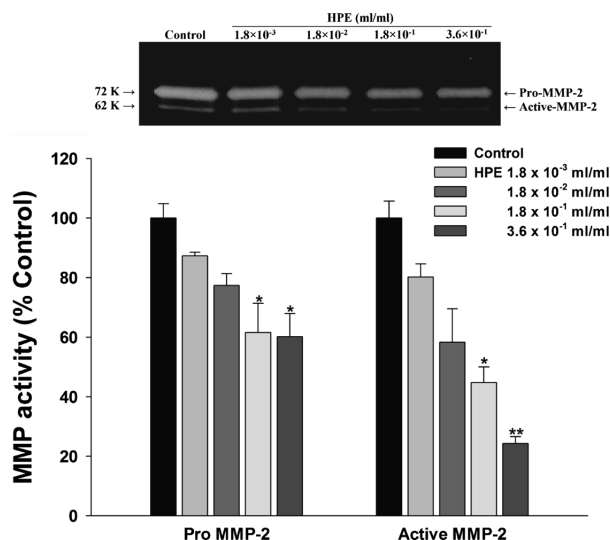 HPE (ml/ml)
Control 1.8×10⁻³ 1.8×10⁻² 1.8×10⁻¹ 3.6×10⁻¹
72 K → ← Pro-MMP-2
62 K → ← Active-MMP-2
MMP activity (% Control)
120
100
80
60
40
20
0
Control
HPE 1.8 x 10⁻³ ml/ml
1.8 x 10⁻² ml/ml
1.8 x 10⁻¹ ml/ml
3.6 x 10⁻¹ ml/ml
* * * **
Pro MMP-2 Active MMP-2